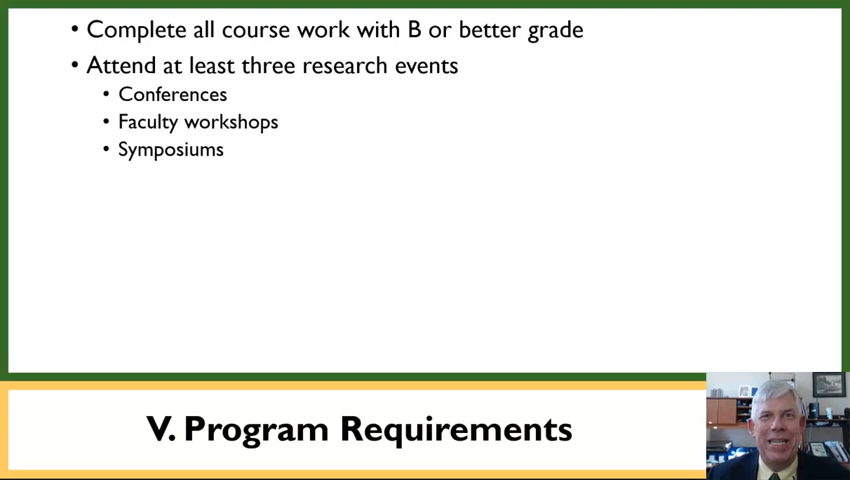 • Complete all course work with B or better grade
• Attend at least three research events
• Conferences
• Faculty workshops
• Symposiums
V. Program Requirements